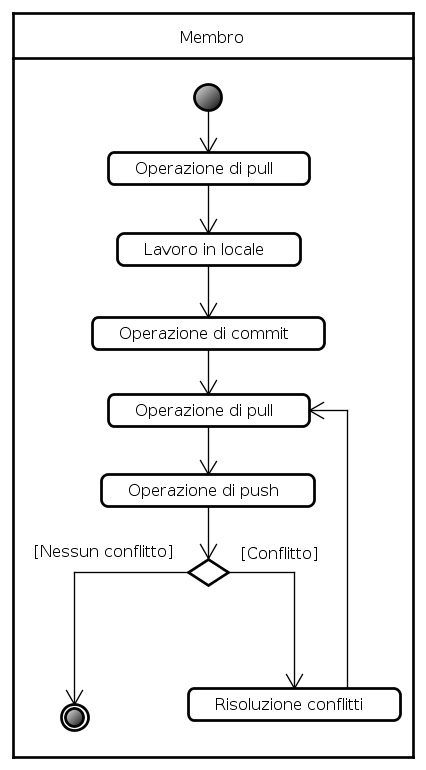 Membro
Operazione di pull
Lavoro in locale
Operazione di commit
Operazione di pull
Operazione di push
[Nessun conflitto]
[Conflitto]
Risoluzione conflitti